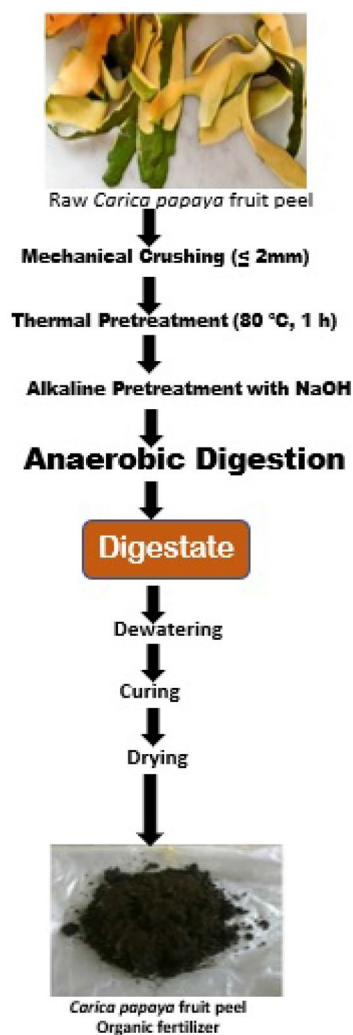 Raw Carica papaya fruit peel
Mechanical Crushing (≤ 2mm)
Thermal Pretreatment (80 °C, 1 h)
Alkaline Pretreatment with NaOH
Anaerobic Digestion
Digestate
Dewatering
Curing
Drying
Carica papaya fruit peel
Organic fertilizer